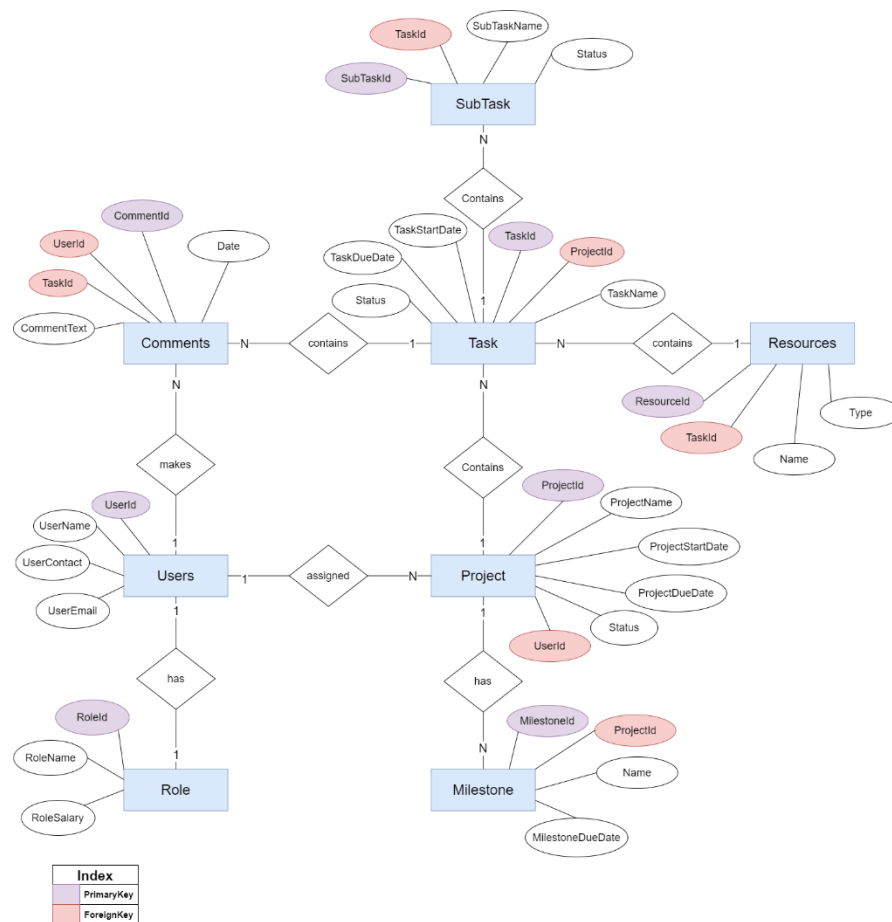 SubTaskName
TaskId
Status
SubTaskId
SubTask
N
Contains
CommentId
TaskStartDate
TaskId
UserId
Date
ProjectId
TaskDueDate
TaskId
TaskName
Status
CommentText
1
Comments
N
contains
1
Task
N
contains
1
Resources
N
N
ResourceId
Type
TaskId
Name
makes
Contains
ProjectId
UserId
ProjectName
UserName
1
1
ProjectStartDate
UserContact
Users
1
assigned
N
Project
ProjectDueDate
UserEmail
1
1
Status
UserId
has
has
RoleId
MilestoneId
ProjectId
RoleName
1
N
Name
Role
Milestone
RoleSalary
MilestoneDueDate
Index
PrimaryKey
ForeignKey